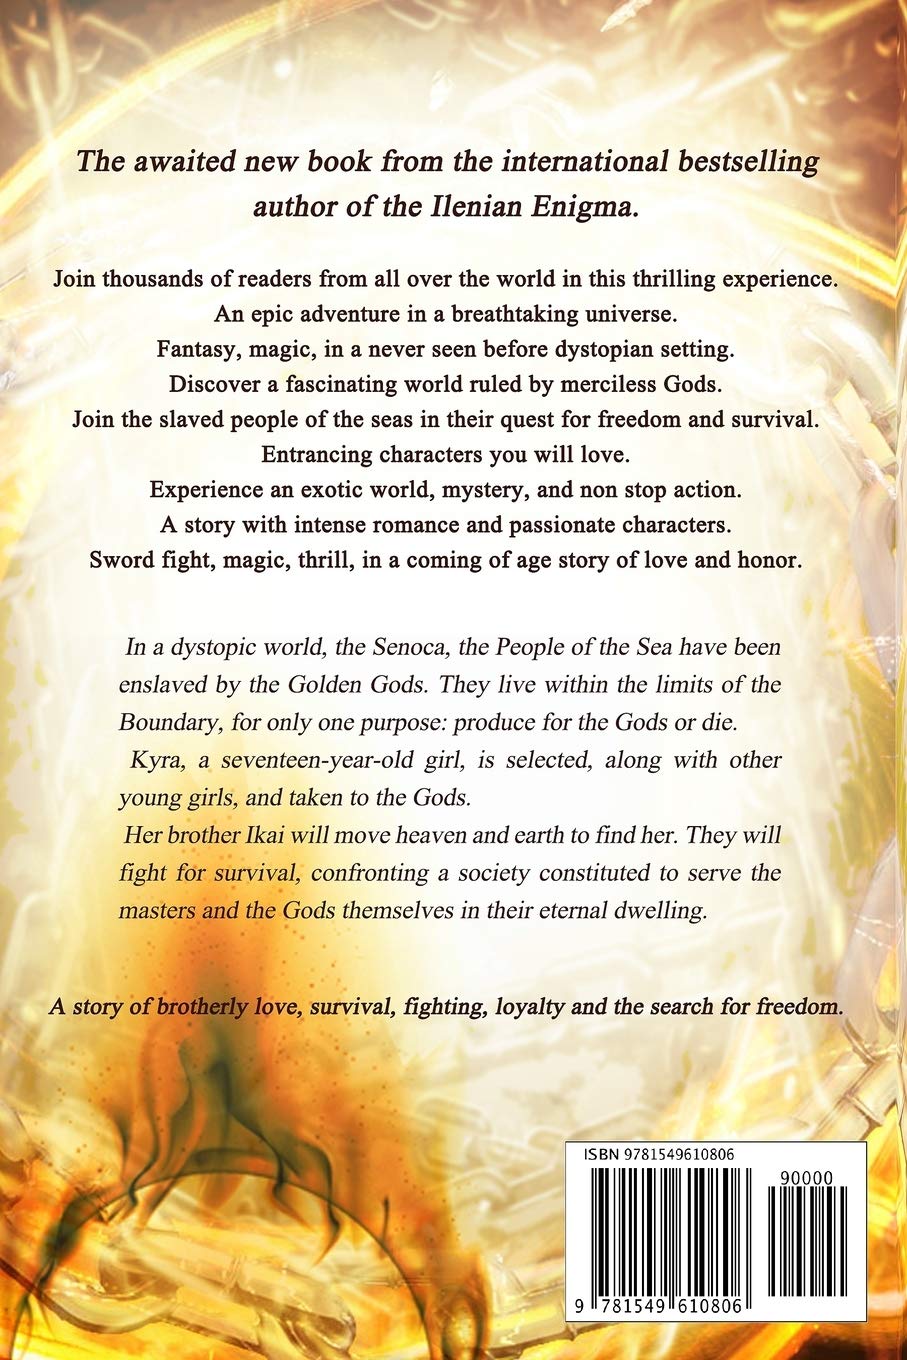 The awaited new book from the international bestselling
author of the Ilenian Enigma.
Join thousands of readers from all over the world in this thrilling experience.
An epic adventure in a breathtaking universe.
Fantasy, magic, in a never seen before dystopian setting.
Discover a fascinating world ruled by merciless Gods.
Join the slaved people of the seas in their quest for freedom and survival.
Entrancing characters you will love.
Experience an exotic world, mystery, and non stop action.
A story with intense romance and passionate characters.
Sword fight, magic, thrill, in a coming of age story of love and honor.
In a dystopic world, the Senoca, the People of the Sea have been
enslaved by the Golden Gods. They live within the limits of the
Boundary, for only one purpose: produce for the Gods or die.
Kyra, a seventeen-year-old girl, is selected, along with other
young girls, and taken to the Gods.
Her brother Ikai will move heaven and earth to find her. They will
fight for survival, confronting a society constituted to serve the
masters and the Gods themselves in their eternal dwelling.
A story of brotherly love, survival, fighting, loyalty and the search for freedom.
ISBN 9781549610806
90000
9 781549 610806